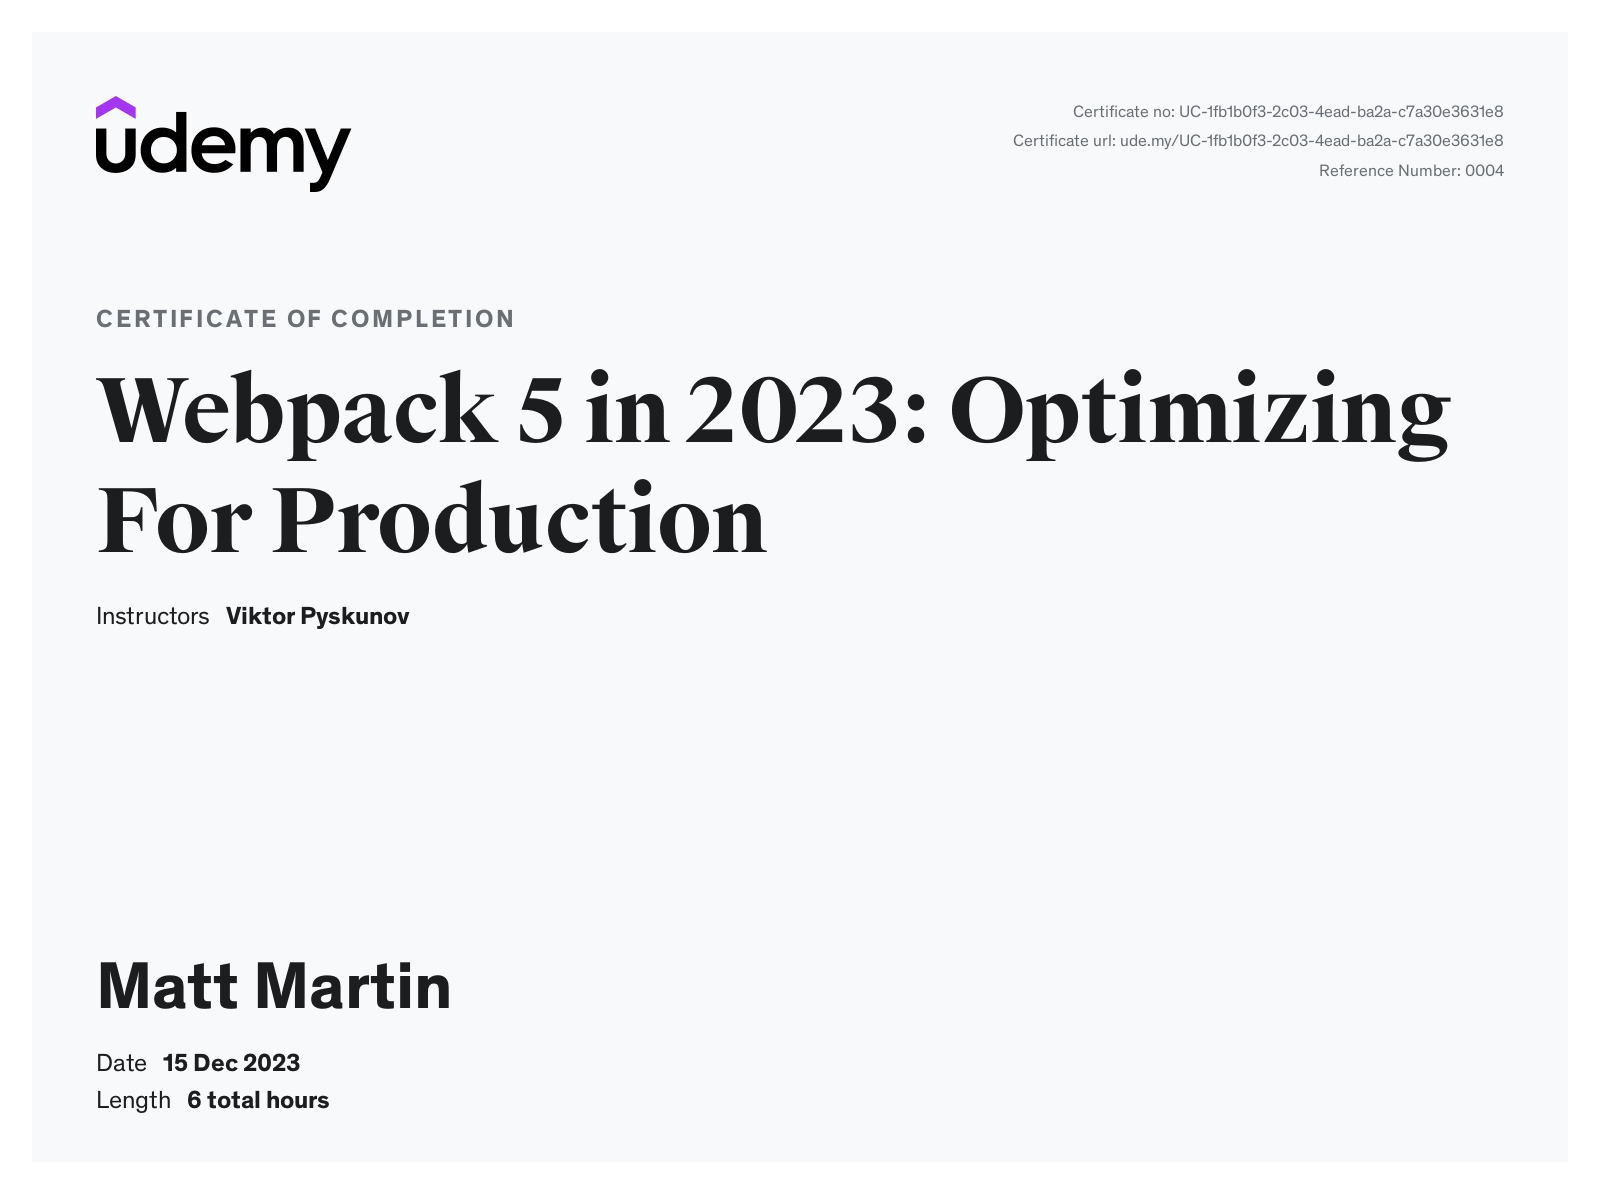 udemy
Certificate no: UC-1fb1b0f3-2c03-4ead-ba2a-c7a30e3631e8
Certificate url: ude.my/UC-1fb1b0f3-2c03-4ead-ba2a-c7a30e3631e8
Reference Number: 0004
CERTIFICATE OF COMPLETION
Webpack 5 in 2023: Optimizing
For Production
Instructors Viktor Pyskunov
Matt Martin
Date 15 Dec 2023
Length 6 total hours